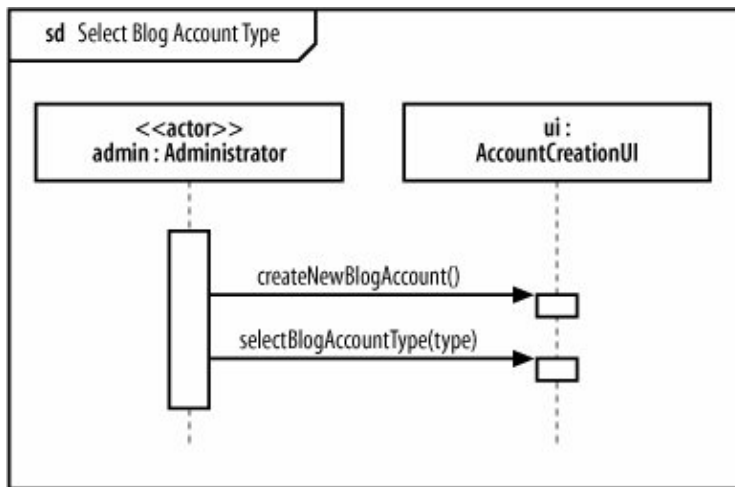 sd Select Blog Account Type
<<actor>>
admin : Administrator
ui :
AccountCreationUI
createNewBlogAccount()
selectBlogAccountType(type)